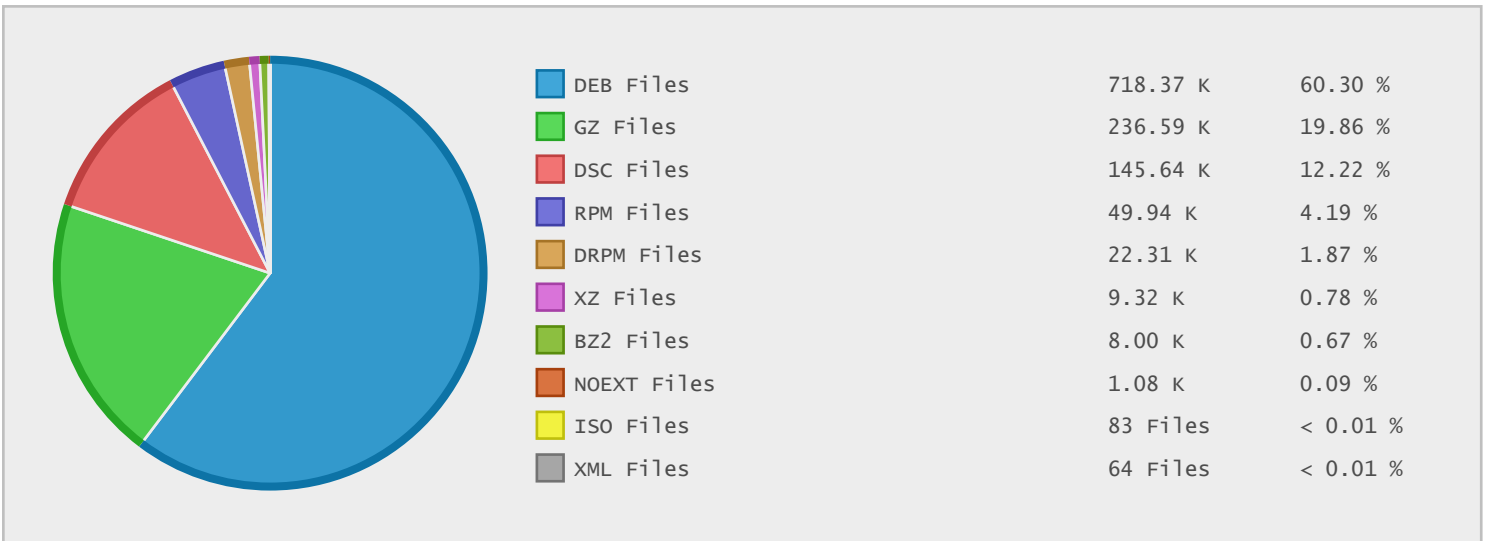 DEB Files 718.37 K 60.30 %
GZ Files 236.59 K 19.86 %
DSC Files 145.64 K 12.22 %
RPM Files 49.94 K 4.19 %
DRPM Files 22.31 K 1.87 %
XZ Files 9.32 K 0.78 %
BZ2 Files 8.00 K 0.67 %
NOEXT Files 1.08 K 0.09 %
ISO Files 83 Files < 0.01 %
XML Files 64 Files < 0.01 %